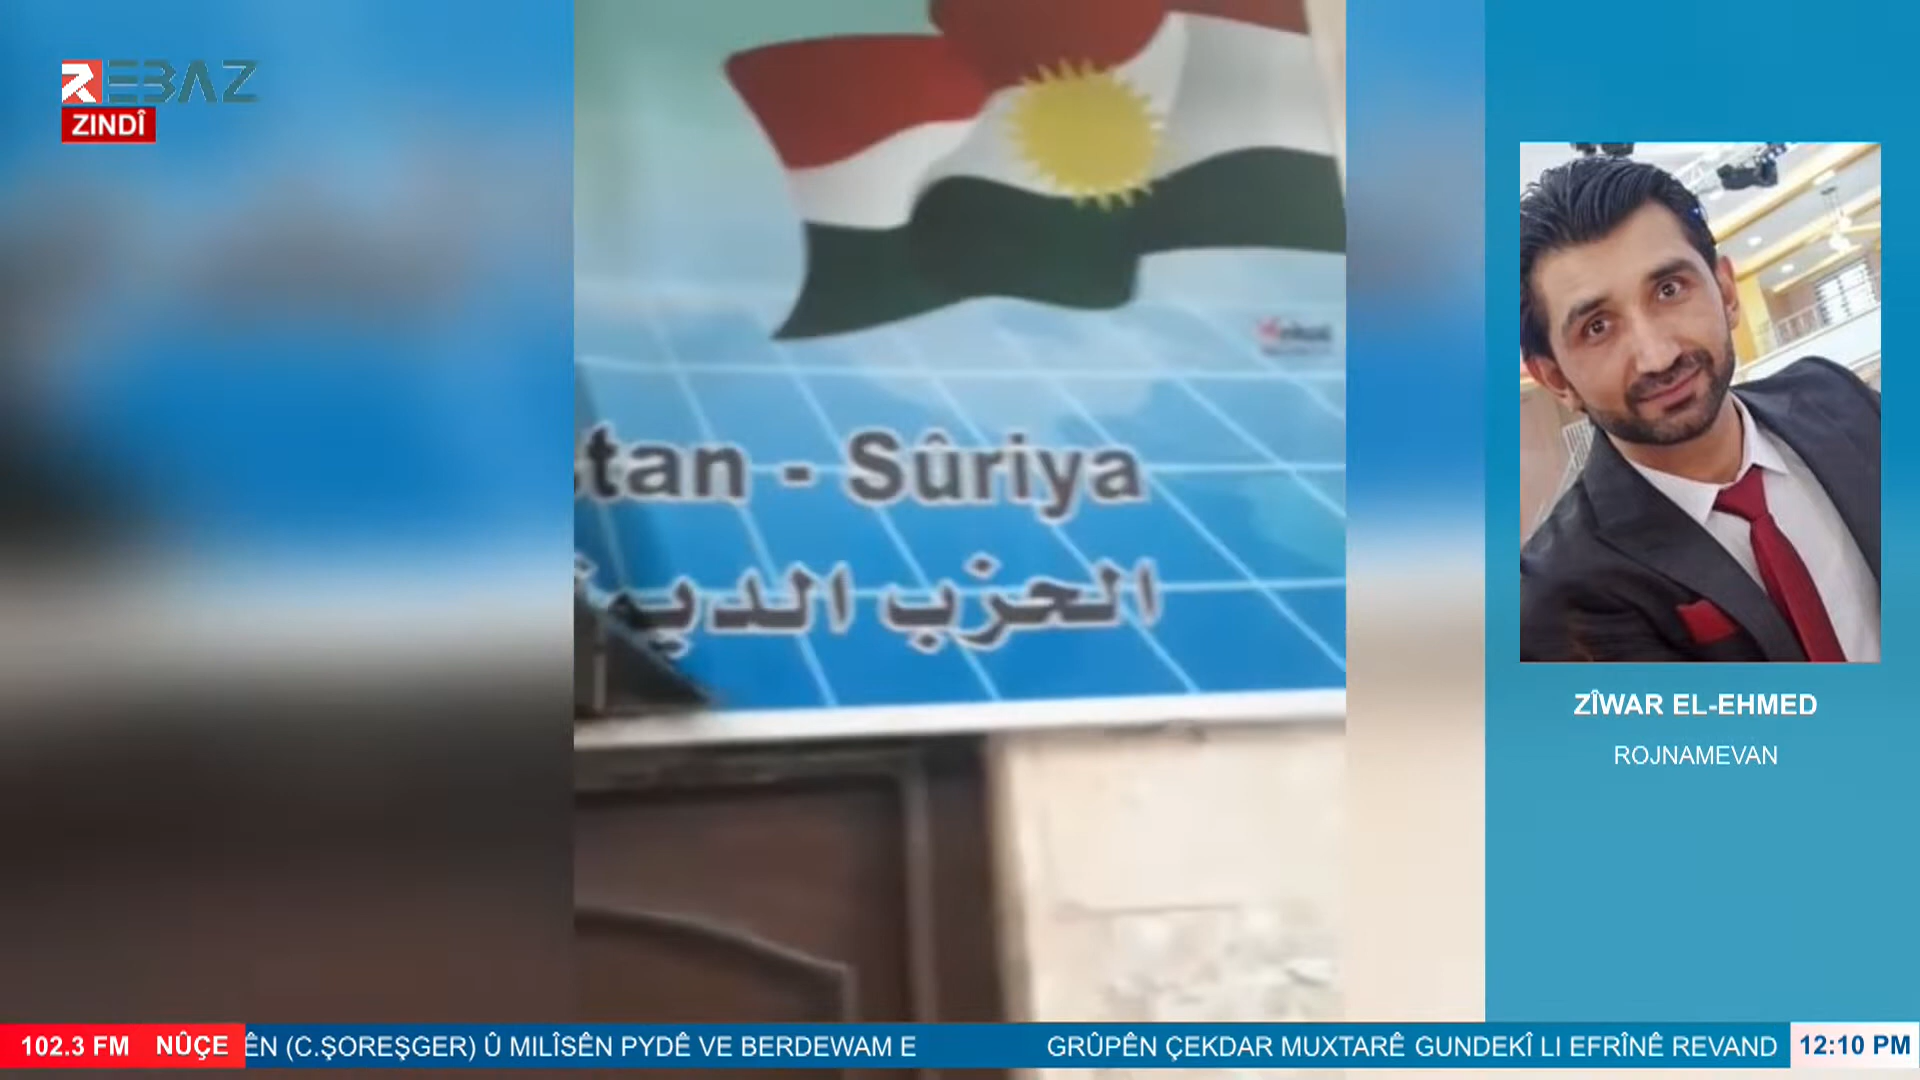 REBAZ
ZINDÎ
tan - Sûriya
الحزب
ZÎWAR EL-EHMED
ROJNAMEVAN
102.3 FM NÛÇE
ÊN (C.ŞOREŞGER) Û MILÎSÊN PYDÊ VE BERDEWAM E
GRÛPÊN ÇEKDAR MUXTARÊ GUNDEKÎ LI EFRÎNÊ REVAND
12:10 PM